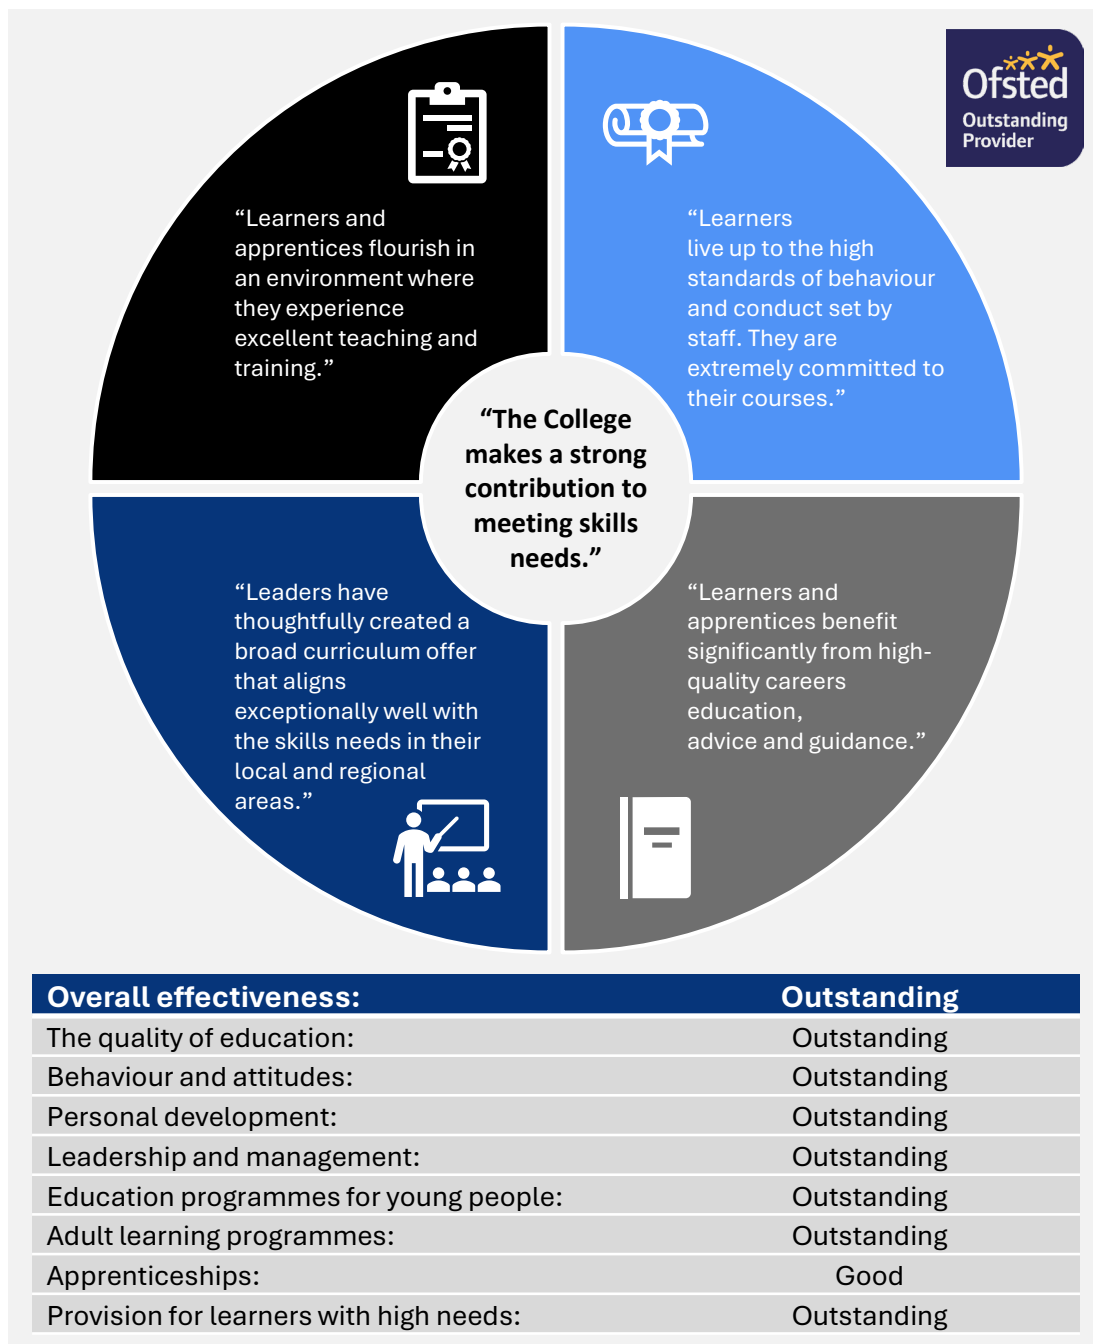 Ofsted
Outstanding
Provider
“Learners and
apprentices flourish in
an environment where
they experience
excellent teaching and
training.”
“Learners
live up to the high
standards of behaviour
and conduct set by
staff. They are
extremely committed to
their courses.”
“The College
makes a strong
contribution to
meeting skills
needs.”
“Leaders have
thoughtfully created a
broad curriculum offer
that aligns
exceptionally well with
the skills needs in their
local and regional
areas.”
“Learners and
apprentices benefit
significantly from high-
quality careers
education,
advice and guidance.”
Overall effectiveness: Outstanding
The quality of education: Outstanding
Behaviour and attitudes: Outstanding
Personal development: Outstanding
Leadership and management: Outstanding
Education programmes for young people: Outstanding
Adult learning programmes: Outstanding
Apprenticeships: Good
Provision for learners with high needs: Outstanding